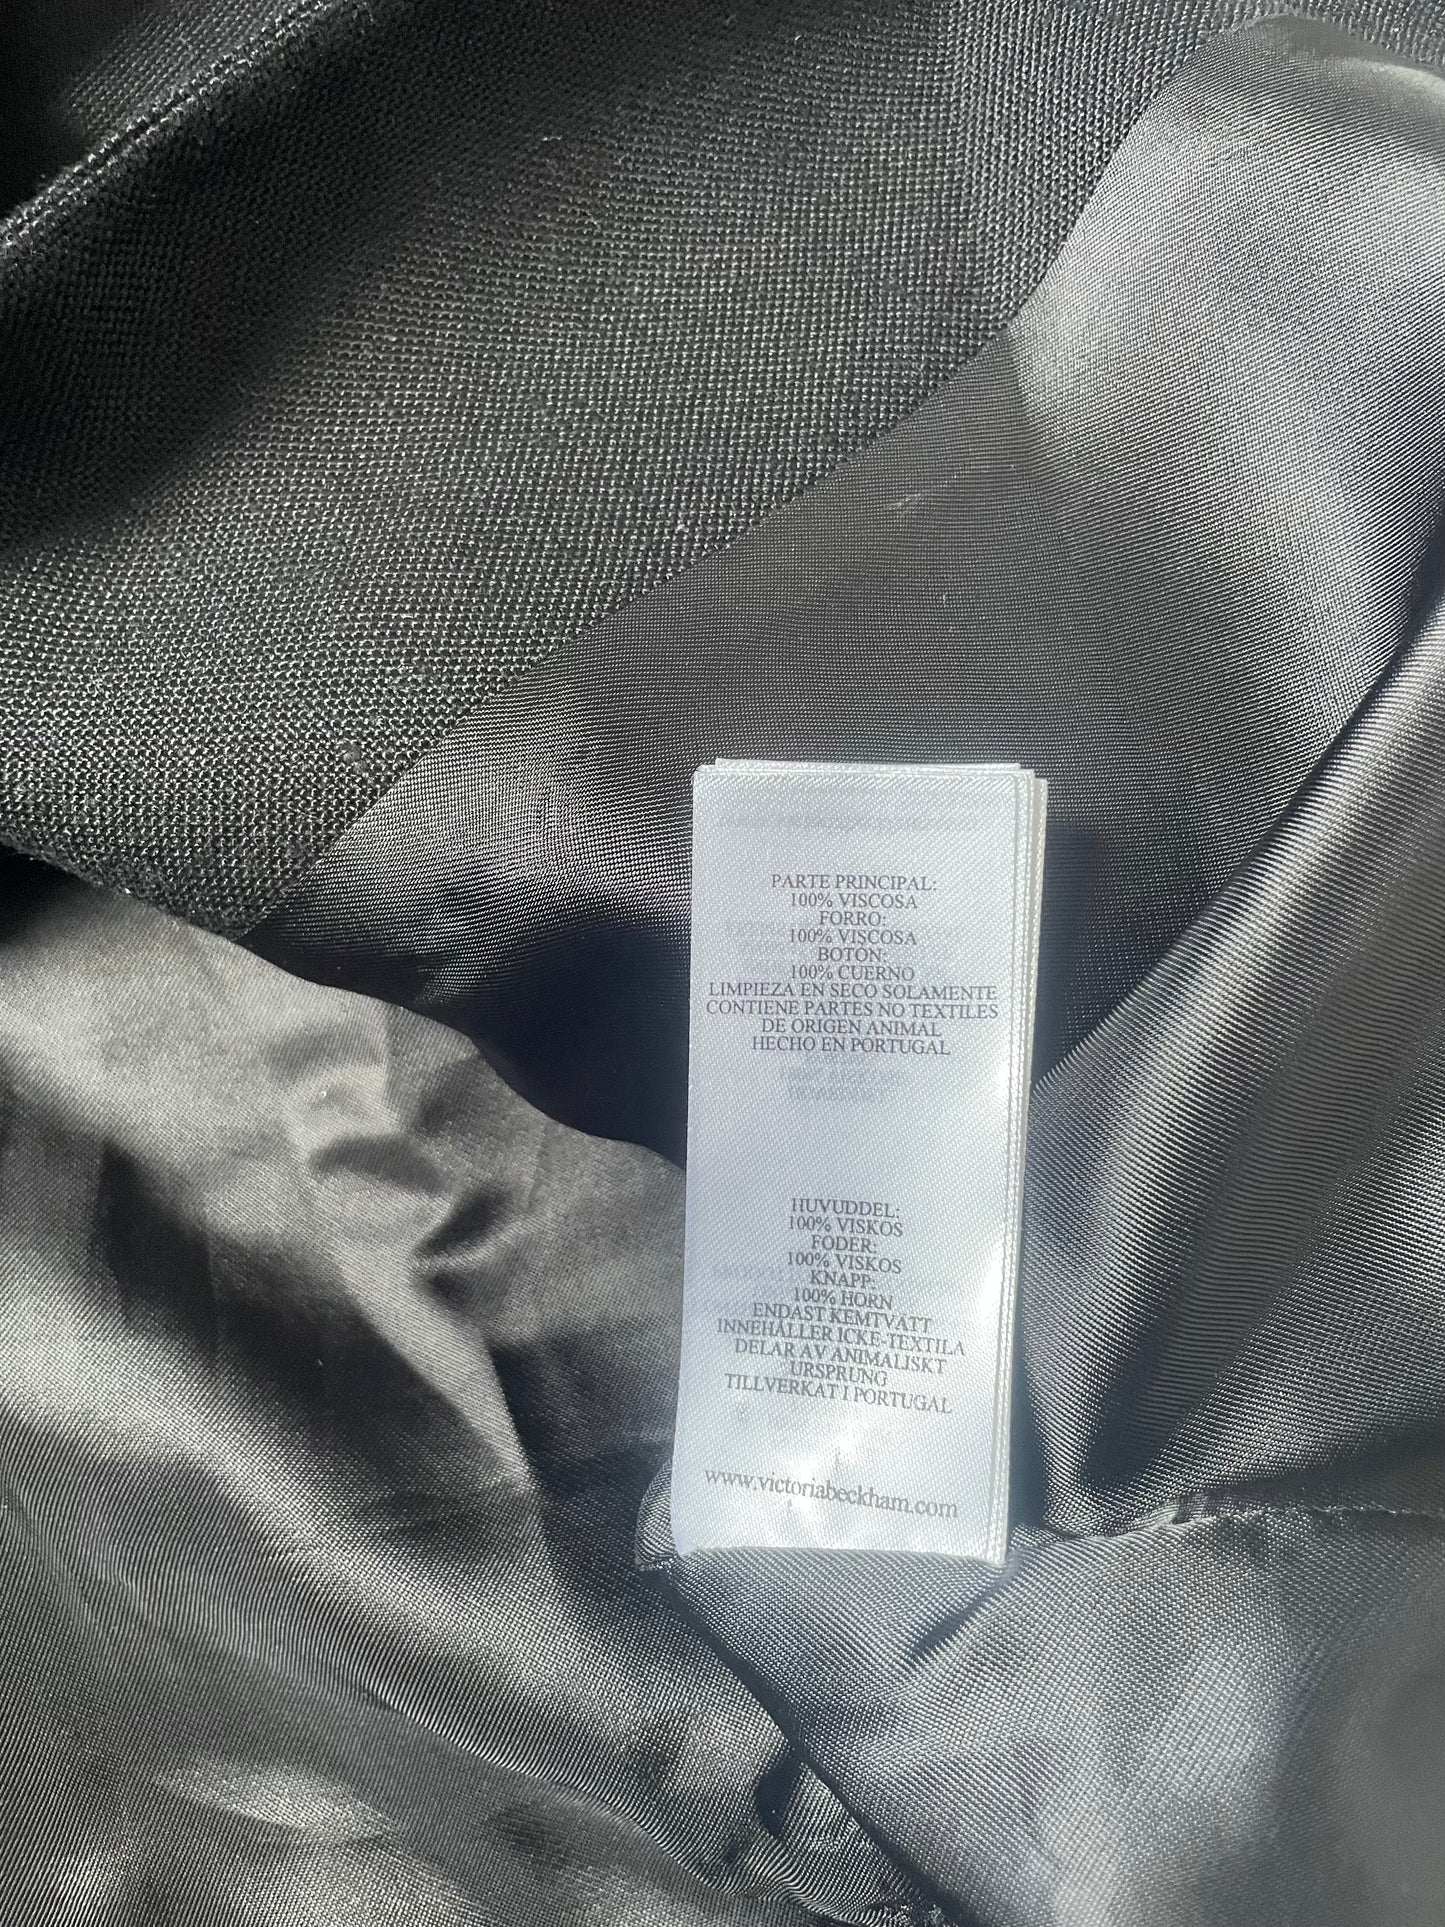 PARTE PRINCIPAL:
100% VISCOSA
FORRO:
100% VISCOSA
BOTÓN:
100% CUERNO
LIMPIEZA EN SECO SOLAMENTE
CONTIENE PARTES NO TEXTILES
DE ORIGEN ANIMAL
HECHO EN PORTUGAL
HUVUDDEL:
100% VISKOS
FODER:
100% VISKOS
KNAPP:
100% HORN
ENDAST KEMTVÄTT
INNEHÅLLER ICKE-TEXTILA
DELAR AV ANIMALISKT
URSPRUNG
TILLVERKAT I PORTUGAL
www.victoriabeckham.com